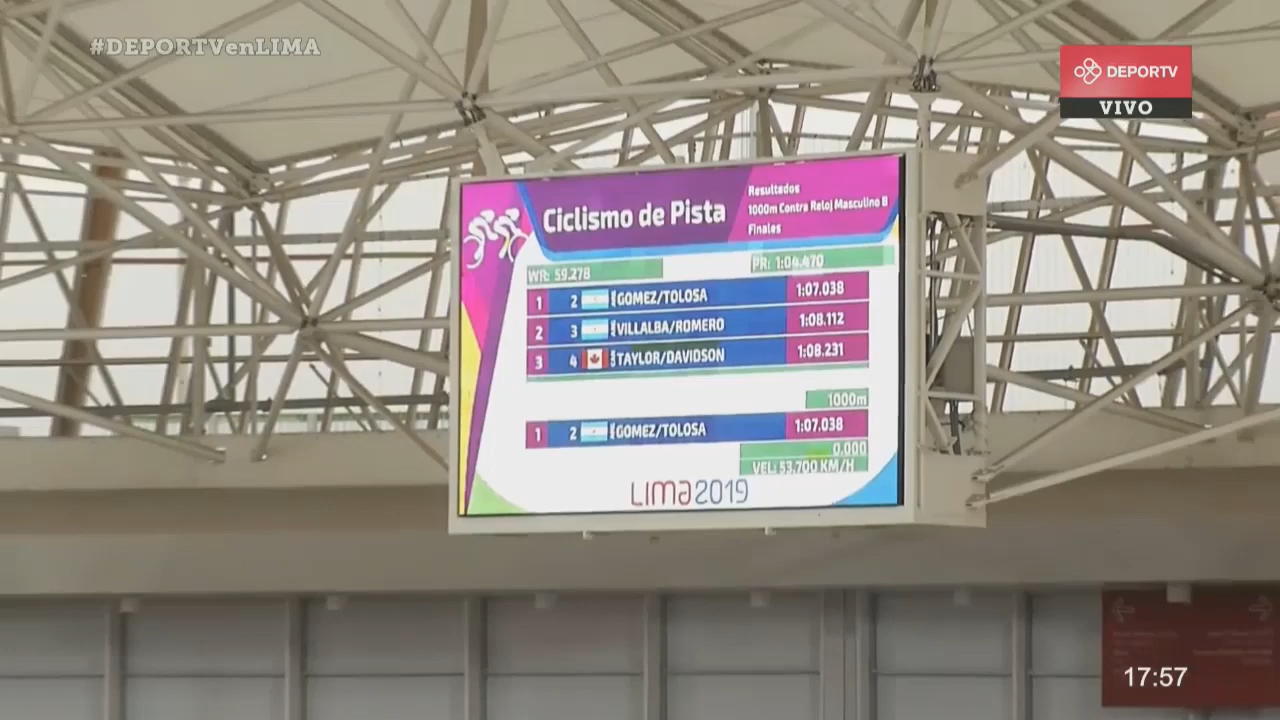 #DEPORTVenLIMA
DEPORTV
VIVO
Ciclismo de Pista
Resultados
1000m Contra Reloj Masculino B
Finales
WR: 59.278
PR: 1:04.470
1 2 GOMEZ/TOLOSA 1:07.038
2 3 VILLALBA/ROMERO 1:08.112
3 4 TAYLOR/DAVIDSON 1:08.231
1000m
1 2 GOMEZ/TOLOSA 1:07.038
0.000
VEL: 53.700 KM/H
LIMA2019
17:57